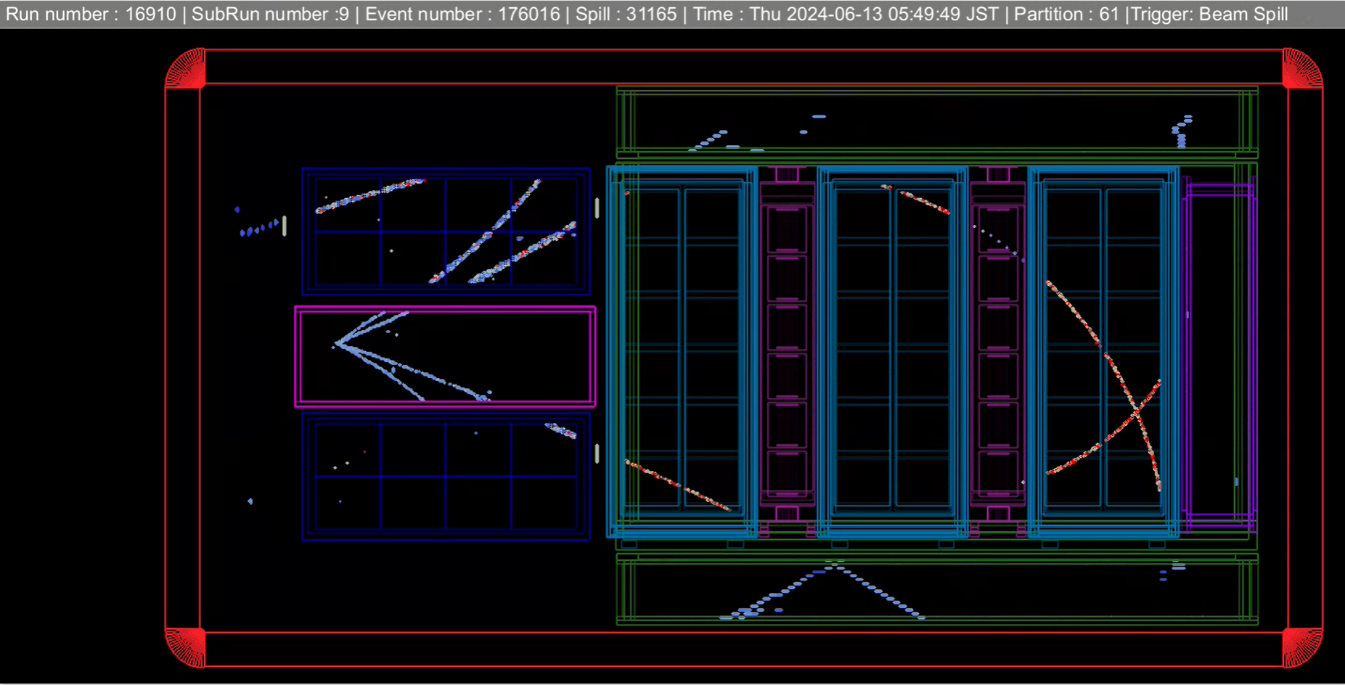 Run number : 16910 | SubRun number :9 | Event number : 176016 | Spill : 31165 | Time : Thu 2024-06-13 05:49:49 JST | Partition : 61 |Trigger: Beam Spill